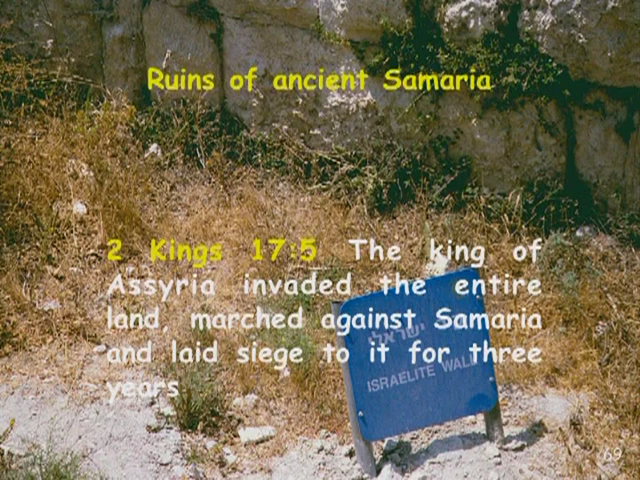 Ruins of ancient Samaria
2 Kings 17:5 The king of
Assyria invaded the entire
land, marched against Samaria
and laid siege to it for three
years
ישראלי
ISRAELITE WALL
69